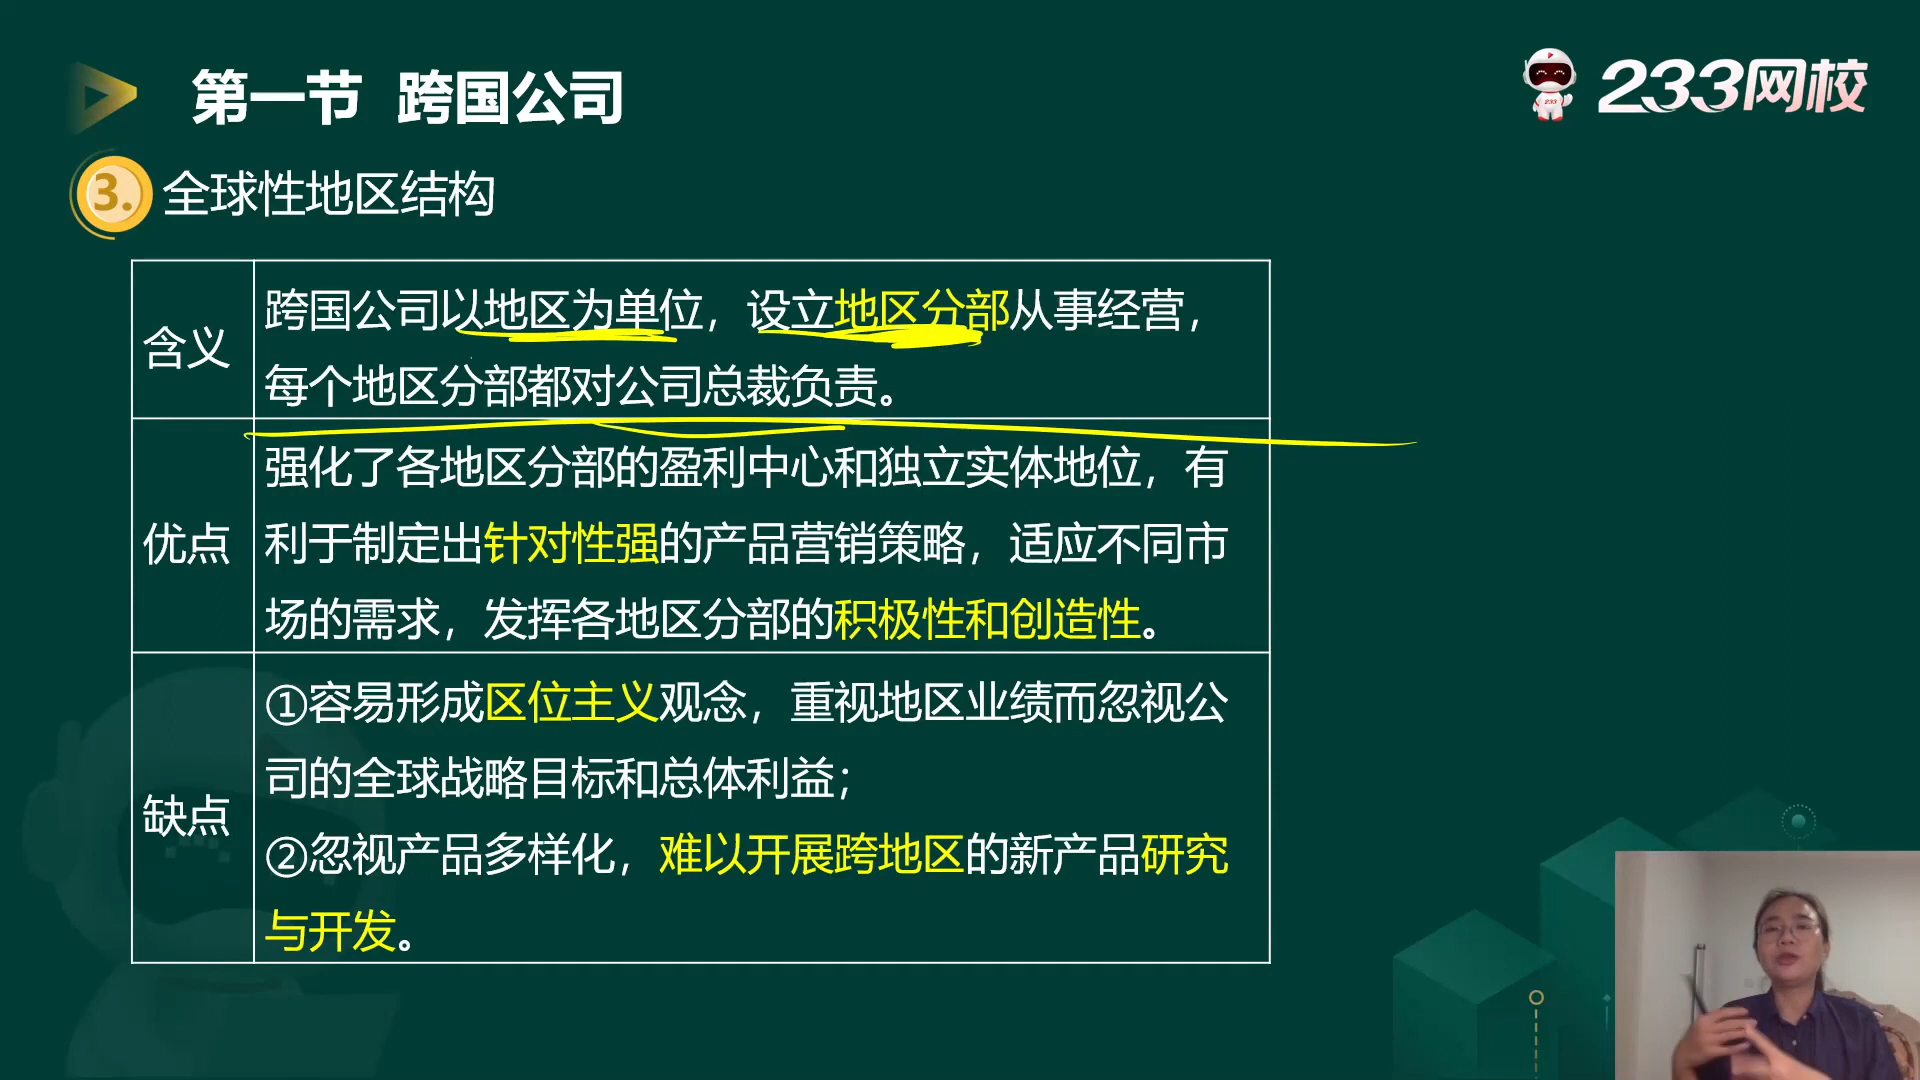 第一节 跨国公司
233网校
233
3. 全球性地区结构
含义
跨国公司以地区为单位，设立地区分部从事经营，
每个地区分部都对公司总裁负责。
优点
强化了各地区分部的盈利中心和独立实体地位，有
利于制定出针对性强的产品营销策略，适应不同市
场的需求，发挥各地区分部的积极性和创造性。
缺点
①容易形成区位主义观念，重视地区业绩而忽视公
司的全球战略目标和总体利益；
②忽视产品多样化，难以开展跨地区的新产品研究
与开发。